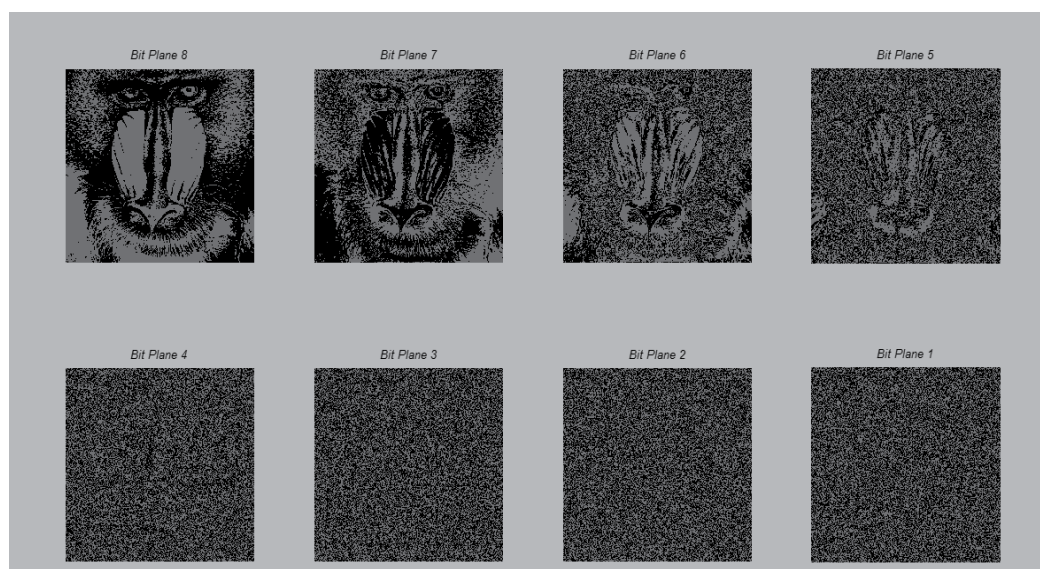 Bit Plane 8
Bit Plane 7
Bit Plane 6
Bit Plane 5
Bit Plane 4
Bit Plane 3
Bit Plane 2
Bit Plane 1